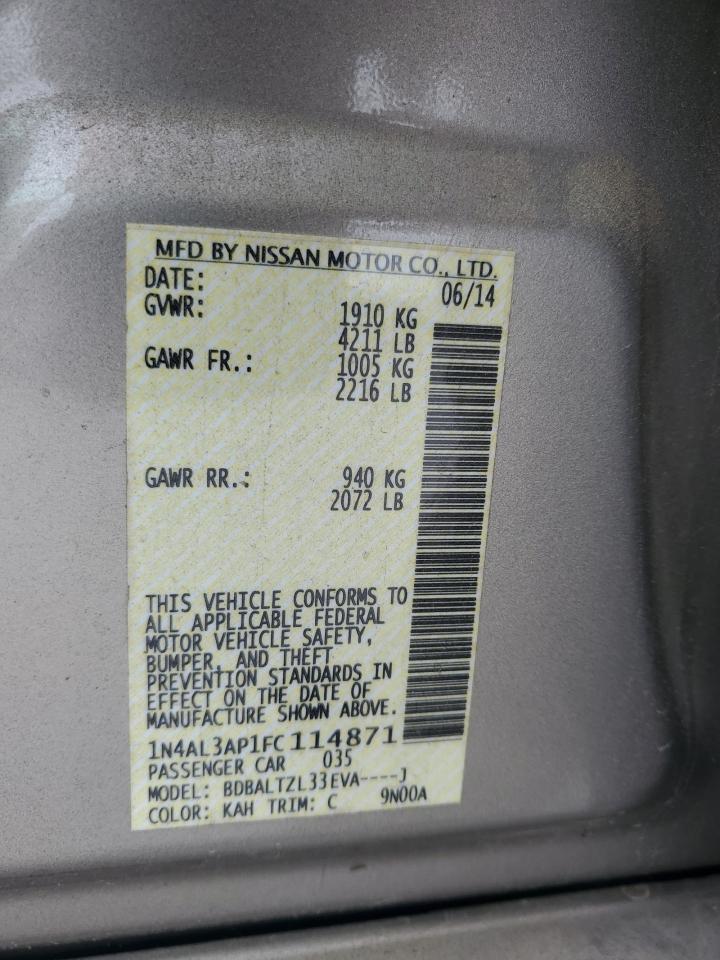 MFD BY NISSAN MOTOR CO., LTD.
DATE: 06/14
GVWR: 1910 KG
4211 LB
GAWR FR.: 1005 KG
2216 LB
GAWR RR.: 940 KG
2072 LB
THIS VEHICLE CONFORMS TO
ALL APPLICABLE FEDERAL
MOTOR VEHICLE SAFETY,
BUMPER, AND THEFT
PREVENTION STANDARDS IN
EFFECT ON THE DATE OF
MANUFACTURE SHOWN ABOVE.
1N4AL3AP1FC114871
PASSENGER CAR 035
MODEL: BDBALTZL33EVA----J
COLOR: KAH TRIM: C 9N00A